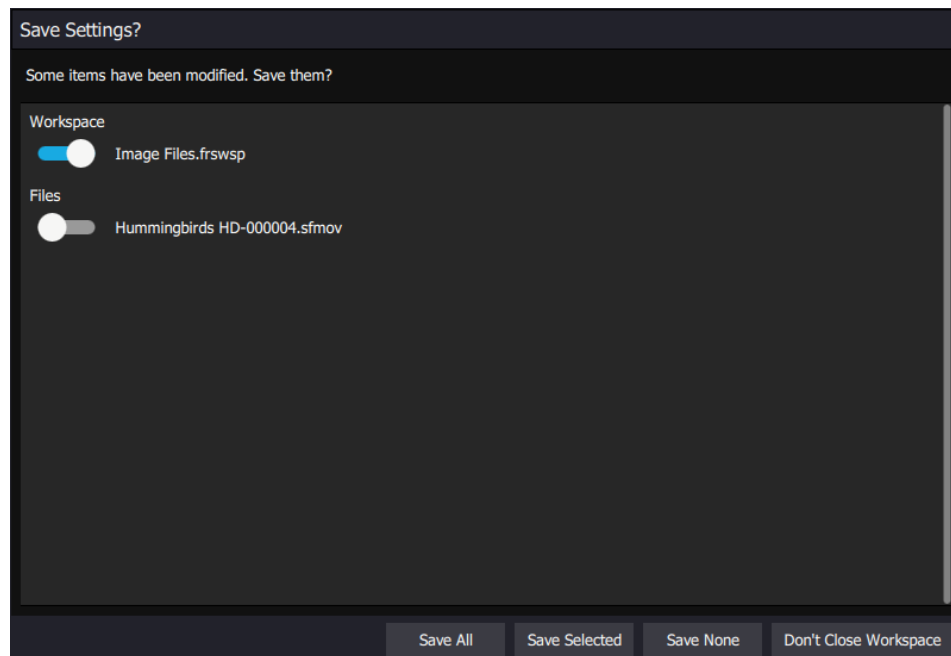 Save Settings?
Some items have been modified. Save them?
Workspace
Image Files.frswsp
Files
Hummingbirds HD-000004.sfmov
Save All
Save Selected
Save None
Don't Close Workspace